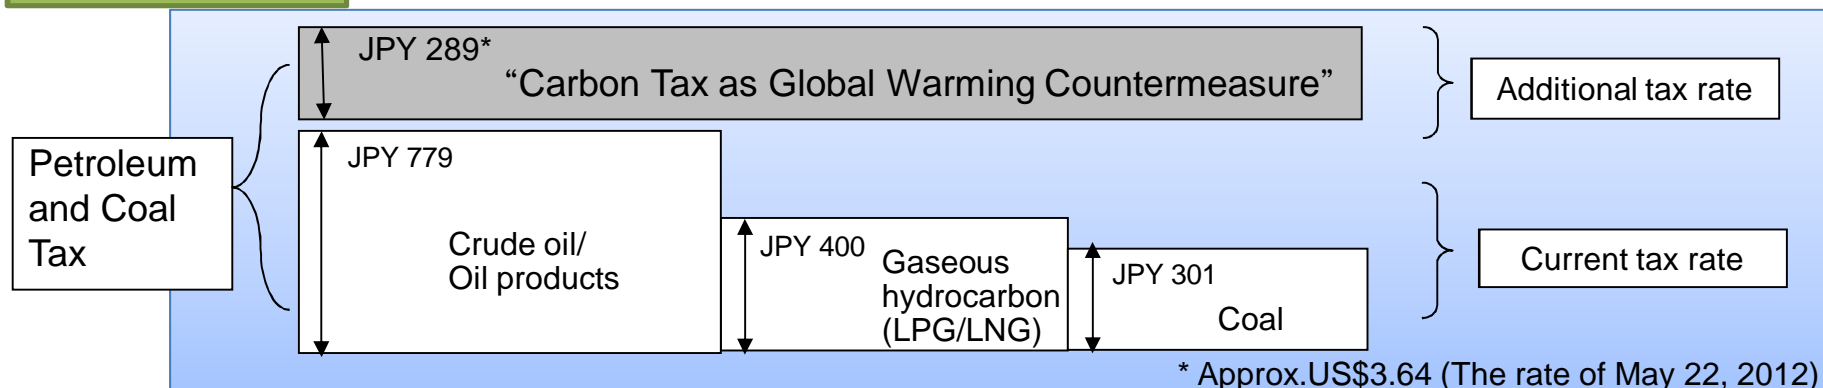 JPY 289*
“Carbon Tax as Global Warming Countermeasure”
Additional tax rate
Petroleum
and Coal
Tax
JPY 779
Crude oil/
Oil products
JPY 400
Gaseous
hydrocarbon
(LPG/LNG)
JPY 301
Coal
Current tax rate
* Approx.US$3.64 (The rate of May 22, 2012)